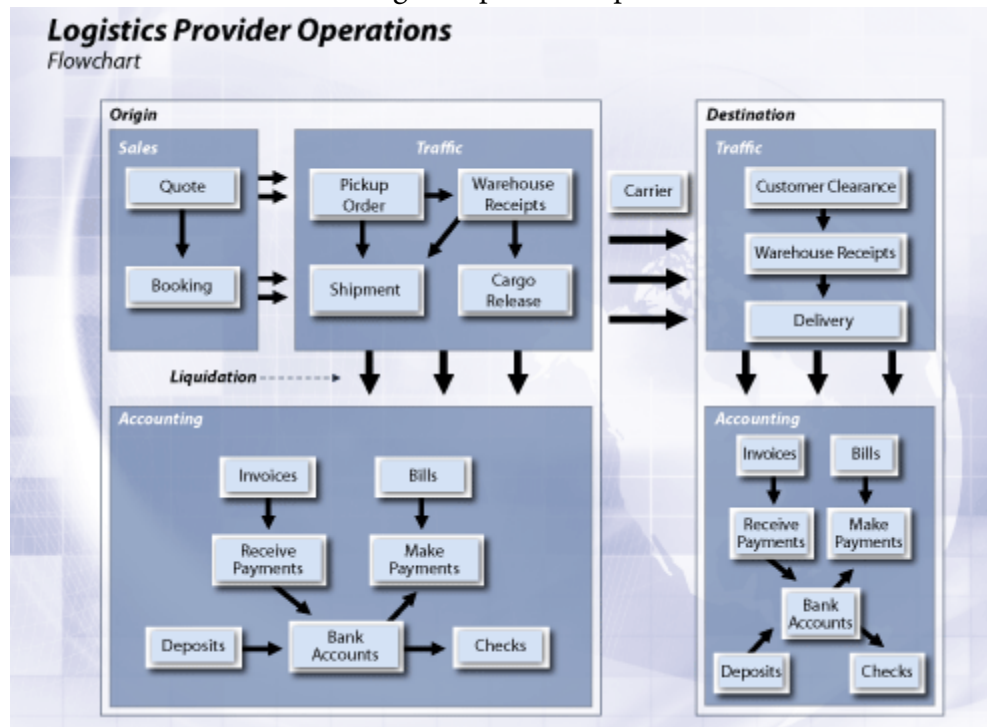 Logistics Provider Operations
Flowchart
Origin
Sales
Quote
Booking
Traffic
Pickup
Order
Warehouse
Receipts
Shipment
Cargo
Release
Carrier
Destination
Traffic
Customer Clearance
Warehouse Receipts
Delivery
Liquidation
Accounting
Invoices
Bills
Receive
Payments
Make
Payments
Deposits
Bank
Accounts
Checks
Accounting
Invoices
Bills
Receive
Payments
Make
Payments
Bank
Accounts
Deposits
Checks